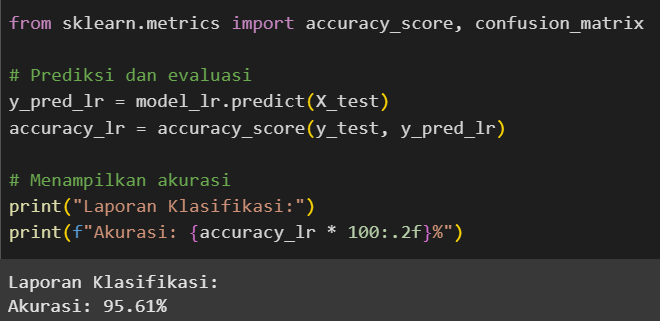 from sklearn.metrics import accuracy_score, confusion_matrix
# Prediksi dan evaluasi
y_pred_lr = model_lr.predict(X_test)
accuracy_lr = accuracy_score(y_test, y_pred_lr)
# Menampilkan akurasi
print("Laporan Klasifikasi:")
print(f"Akurasi: {accuracy_lr * 100:.2f}%")
Laporan Klasifikasi:
Akurasi: 95.61%